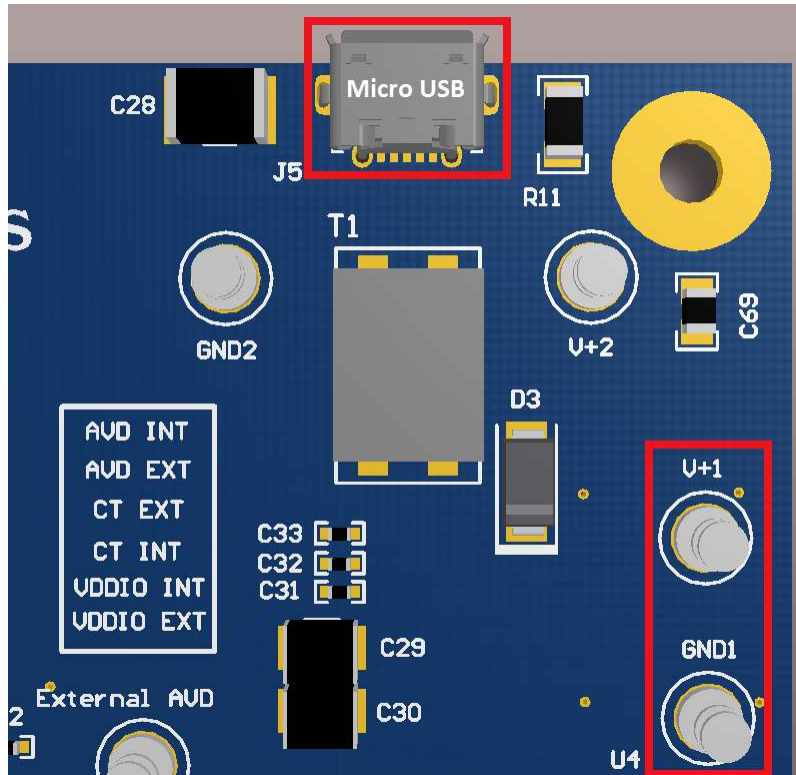 Micro USB
C28
J5
R11
S
T1
GND2
V+2
C69
D3
AVD INT
AVD EXT
CT EXT
CT INT
VDDIO INT
VDDIO EXT
V+1
C33
C32
C31
C29
GND1
External AVD
C30
2
U4